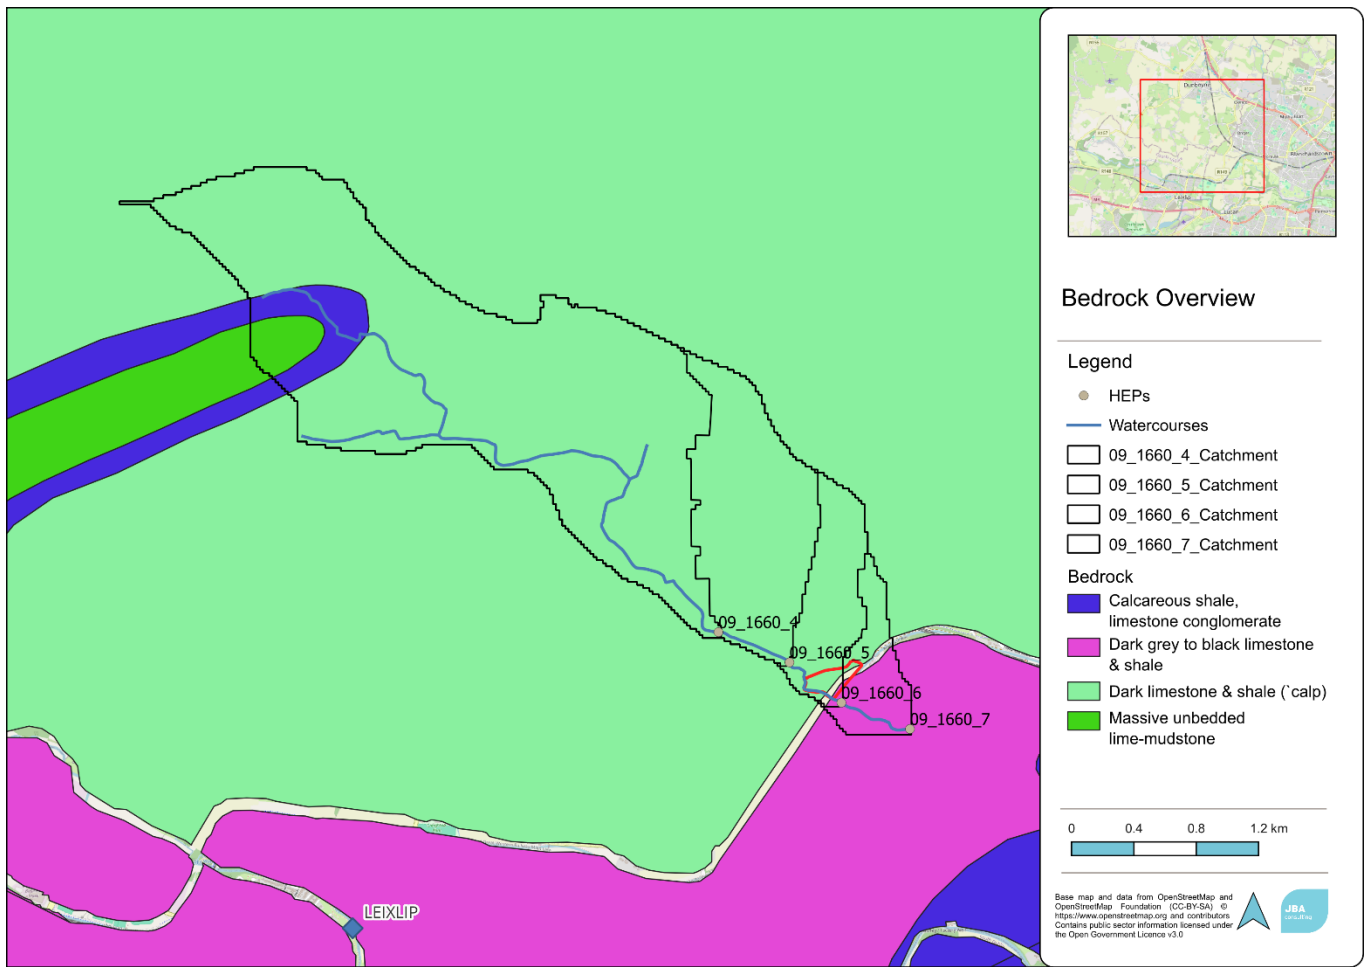 09_1660_4
09_1660_5
09_1660_6
09_1660_7
LEIXLIP
Bedrock Overview
Legend
HEPs
Watercourses
09_1660_4_Catchment
09_1660_5_Catchment
09_1660_6_Catchment
09_1660_7_Catchment
Bedrock
Calcareous shale,
limestone conglomerate
Dark grey to black limestone
& shale
Dark limestone & shale (`calp)
Massive unbedded
lime-mudstone
0 0.4 0.8 1.2 km
Base map and data from OpenStreetMap and
OpenStreetMap Foundation (CC-BY-SA) ©
https://www.openstreetmap.org and contributors
Contains public sector information licensed under
the Open Government Licence v3.0
JBA
consulting